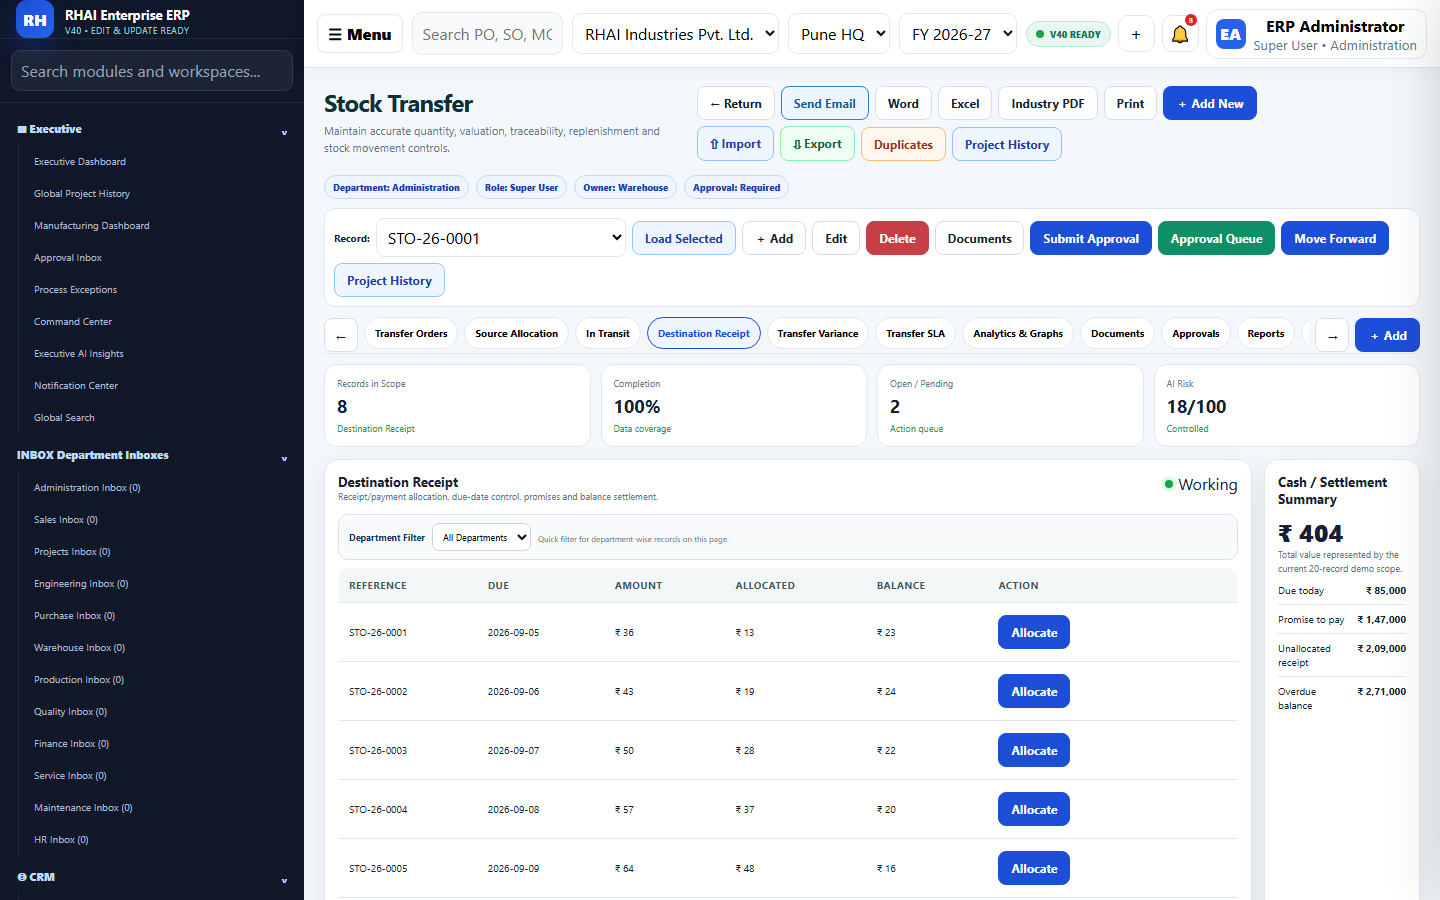 RH
RHAI Enterprise ERP
V40 • EDIT & UPDATE READY
Search modules and workspaces...
Executive
Executive Dashboard
Global Project History
Manufacturing Dashboard
Approval Inbox
Process Exceptions
Command Center
Executive AI Insights
Notification Center
Global Search
INBOX Department Inboxes
Administration Inbox (0)
Sales Inbox (0)
Projects Inbox (0)
Engineering Inbox (0)
Purchase Inbox (0)
Warehouse Inbox (0)
Production Inbox (0)
Quality Inbox (0)
Finance Inbox (0)
Service Inbox (0)
Maintenance Inbox (0)
HR Inbox (0)
CRM
☰ Menu
Search PO, SO, MC
RHAI Industries Pvt. Ltd.
Pune HQ
FY 2026-27
V40 READY
+
8
EA
ERP Administrator
Super User • Administration
Stock Transfer
Maintain accurate quantity, valuation, traceability, replenishment and
stock movement controls.
← Return
Send Email
Word
Excel
Industry PDF
Print
+ Add New
⇧ Import
⇩ Export
Duplicates
Project History
Department: Administration
Role: Super User
Owner: Warehouse
Approval: Required
Record:
STO-26-0001
Load Selected
+ Add
Edit
Delete
Documents
Submit Approval
Approval Queue
Move Forward
Project History
←
Transfer Orders
Source Allocation
In Transit
Destination Receipt
Transfer Variance
Transfer SLA
Analytics & Graphs
Documents
Approvals
Reports
→
+ Add
Records in Scope
8
Destination Receipt
Completion
100%
Data coverage
Open / Pending
2
Action queue
AI Risk
18/100
Controlled
Destination Receipt
Receipt/payment allocation, due-date control, promises and balance settlement.
Working
Department Filter
All Departments
Quick filter for department-wise records on this page.
REFERENCE DUE AMOUNT ALLOCATED BALANCE ACTION
STO-26-0001 2026-09-05 ₹ 36 ₹ 13 ₹ 23 Allocate
STO-26-0002 2026-09-06 ₹ 43 ₹ 19 ₹ 24 Allocate
STO-26-0003 2026-09-07 ₹ 50 ₹ 28 ₹ 22 Allocate
STO-26-0004 2026-09-08 ₹ 57 ₹ 37 ₹ 20 Allocate
STO-26-0005 2026-09-09 ₹ 64 ₹ 48 ₹ 16 Allocate
Cash / Settlement
Summary
₹ 404
Total value represented by the
current 20-record demo scope.
Due today ₹ 85,000
Promise to pay ₹ 1,47,000
Unallocated
receipt ₹ 2,09,000
Overdue
balance ₹ 2,71,000